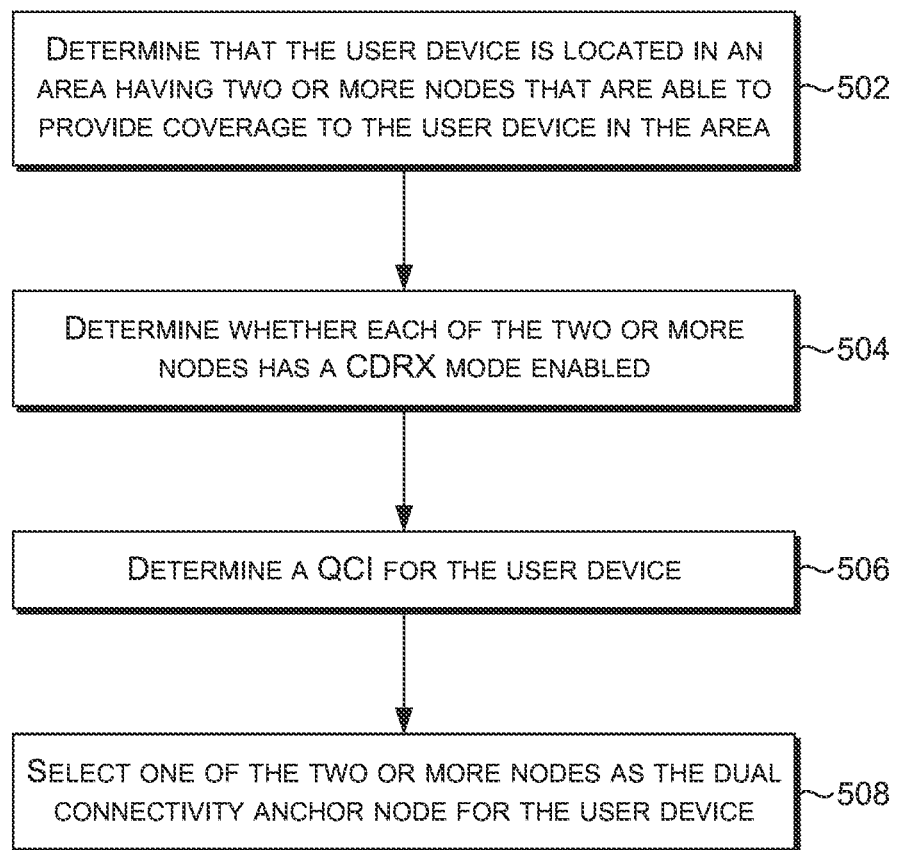 DETERMINE THAT THE USER DEVICE IS LOCATED IN AN
AREA HAVING TWO OR MORE NODES THAT ARE ABLE TO
PROVIDE COVERAGE TO THE USER DEVICE IN THE AREA
502
DETERMINE WHETHER EACH OF THE TWO OR MORE
NODES HAS A CDRX MODE ENABLED
504
DETERMINE A QCI FOR THE USER DEVICE
506
SELECT ONE OF THE TWO OR MORE NODES AS THE DUAL
CONNECTIVITY ANCHOR NODE FOR THE USER DEVICE
508